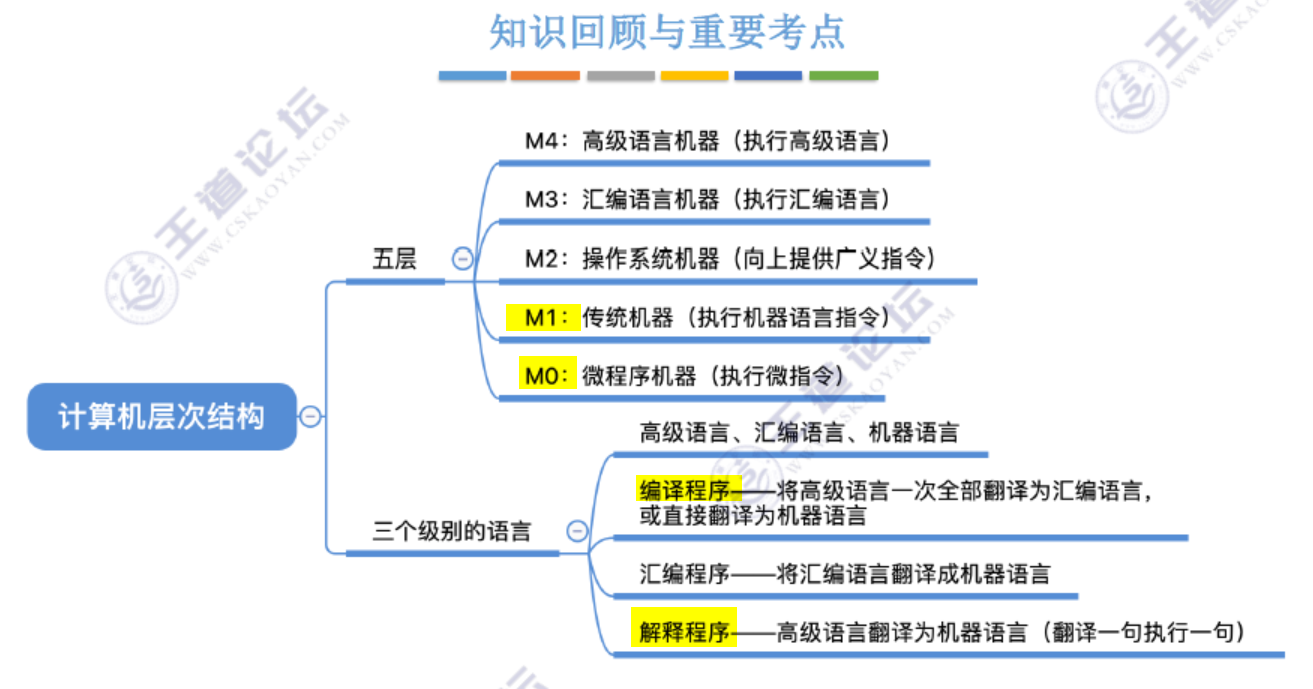 知识回顾与重要考点
王道论坛
WWW.CSKAOYAN.COM
M4：高级语言机器（执行高级语言）
M3：汇编语言机器（执行汇编语言）
五层
M2：操作系统机器（向上提供广义指令）
M1：传统机器（执行机器语言指令）
M0：微程序机器（执行微指令）
王道论坛
WWW.CSKAOYAN.COM
计算机层次结构
高级语言、汇编语言、机器语言
编译程序——将高级语言一次全部翻译为汇编语言，
或直接翻译为机器语言
三个级别的语言
汇编程序——将汇编语言翻译成机器语言
解释程序——高级语言翻译为机器语言（翻译一句执行一句）